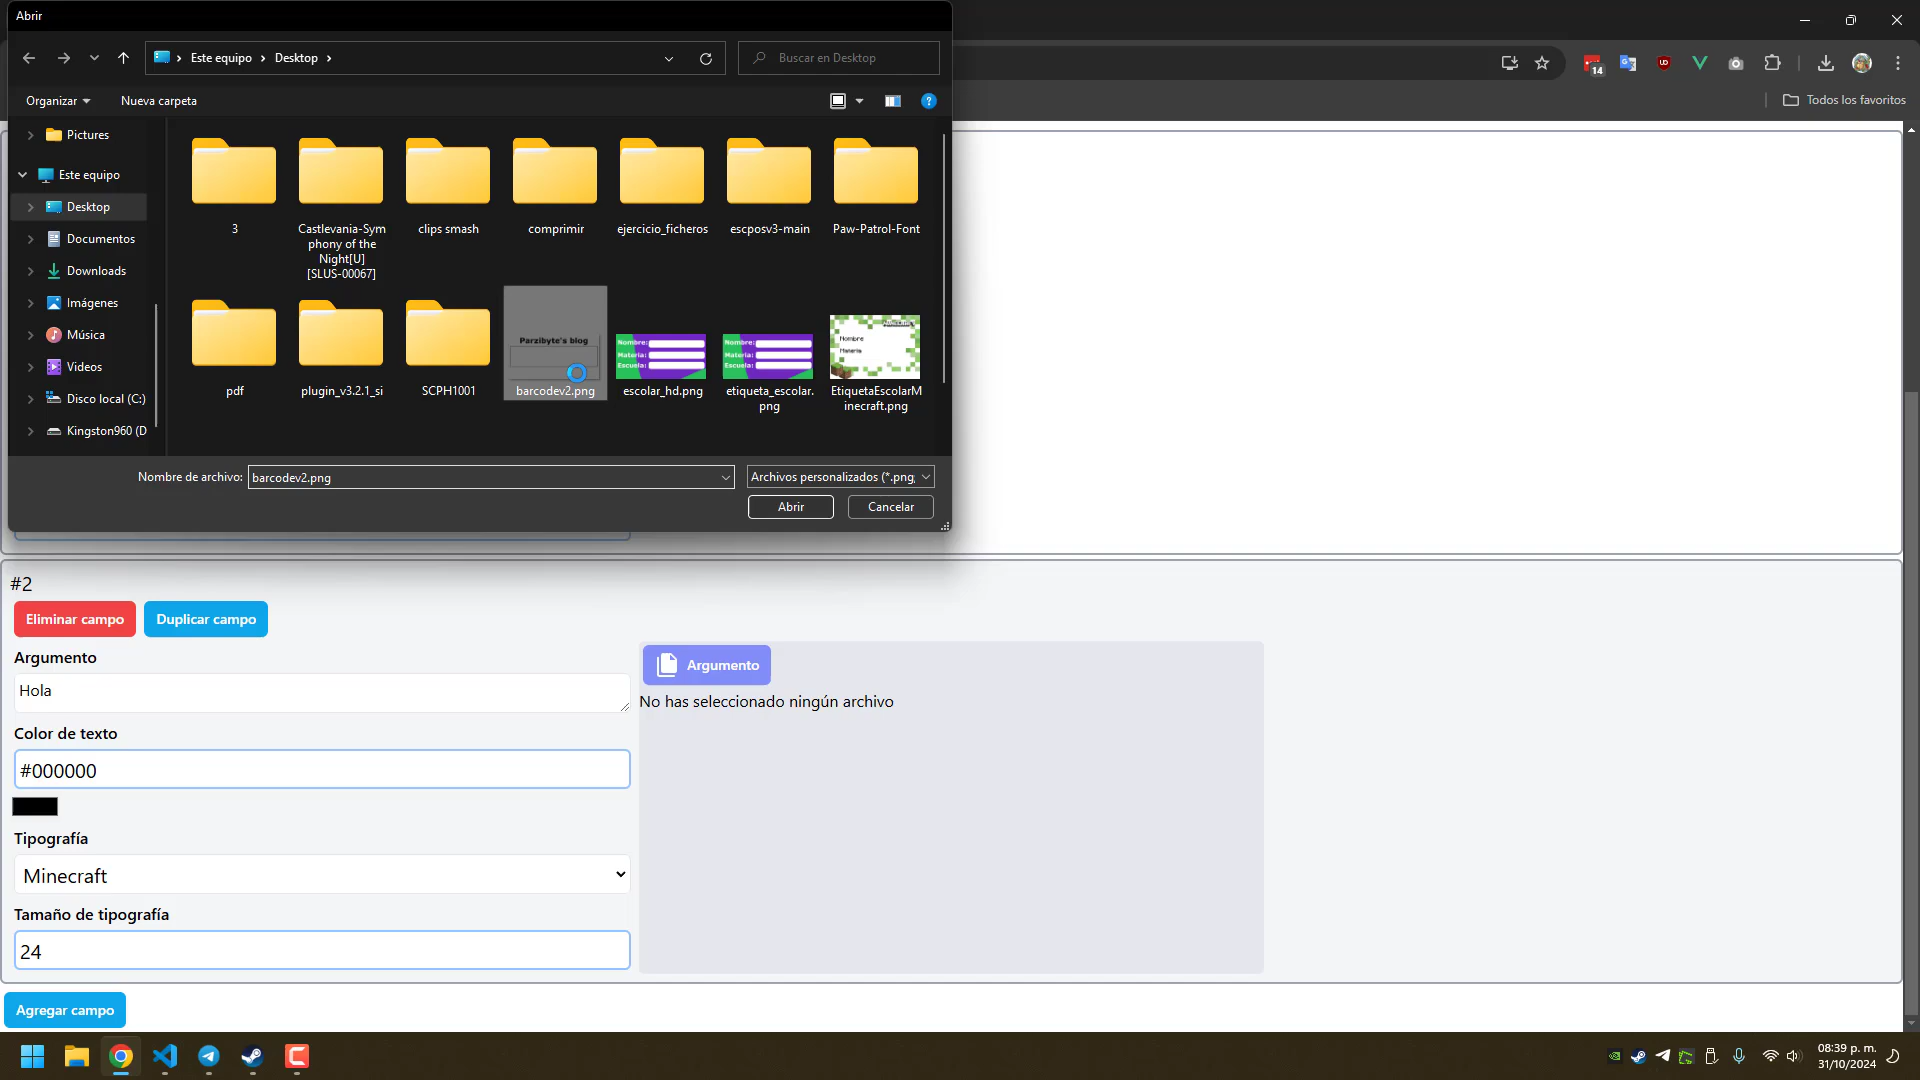 Abrir
Este equipo
Desktop
Buscar en Desktop
Organizar
Nueva carpeta
14
Todos los favoritos
Pictures
Este equipo
Desktop
Documentos
Downloads
Imágenes
Música
Videos
Disco local (C:)
Kingston960 (D
3
Castlevania-Sym
phony of the
Night[U]
[SLUS-00067]
clips smash
comprimir
ejercicio_ficheros
escposv3-main
Paw-Patrol-Font
pdf
plugin_v3.2.1_si
SCPH1001
Parzibyte's blog
barcodev2.png
Nombre:
Materia:
Escuela:
escolar_hd.png
Nombre:
Materia:
Escuela:
etiqueta_escolar.
png
Nombre
Materia
EtiquetaEscolarM
inecraft.png
Nombre de archivo:
barcodev2.png
Archivos personalizados (*.png,
Abrir
Cancelar
#2
Eliminar campo
Duplicar campo
Argumento
Hola
Argumento
No has seleccionado ningún archivo
Color de texto
#000000
Tipografía
Minecraft
Tamaño de tipografía
24
Agregar campo
08:39 p. m.
31/10/2024